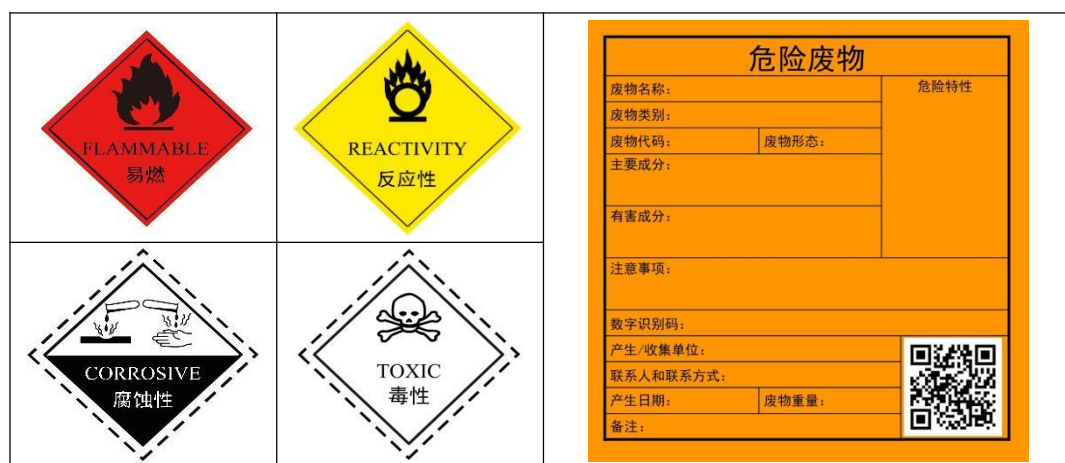 FLAMMABLE
易燃
REACTIVITY
反应性
CORROSIVE
腐蚀性
TOXIC
毒性
危险废物
废物名称：
危险特性
废物类别：
废物代码：
废物形态：
主要成分：
有害成分：
注意事项：
数字识别码：
产生/收集单位：
联系人和联系方式：
产生日期：
废物重量：
备注：